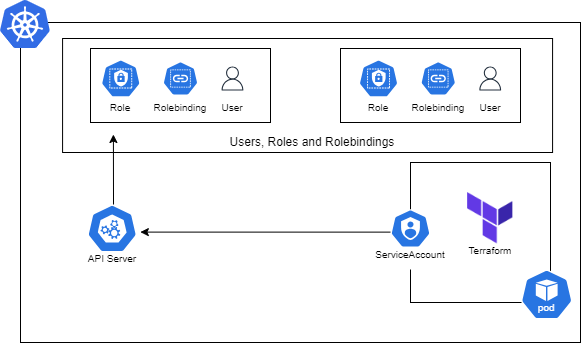 Role Rolebinding User
Role Rolebinding User
Users, Roles and Rolebindings
API Server
ServiceAccount
Terraform
pod